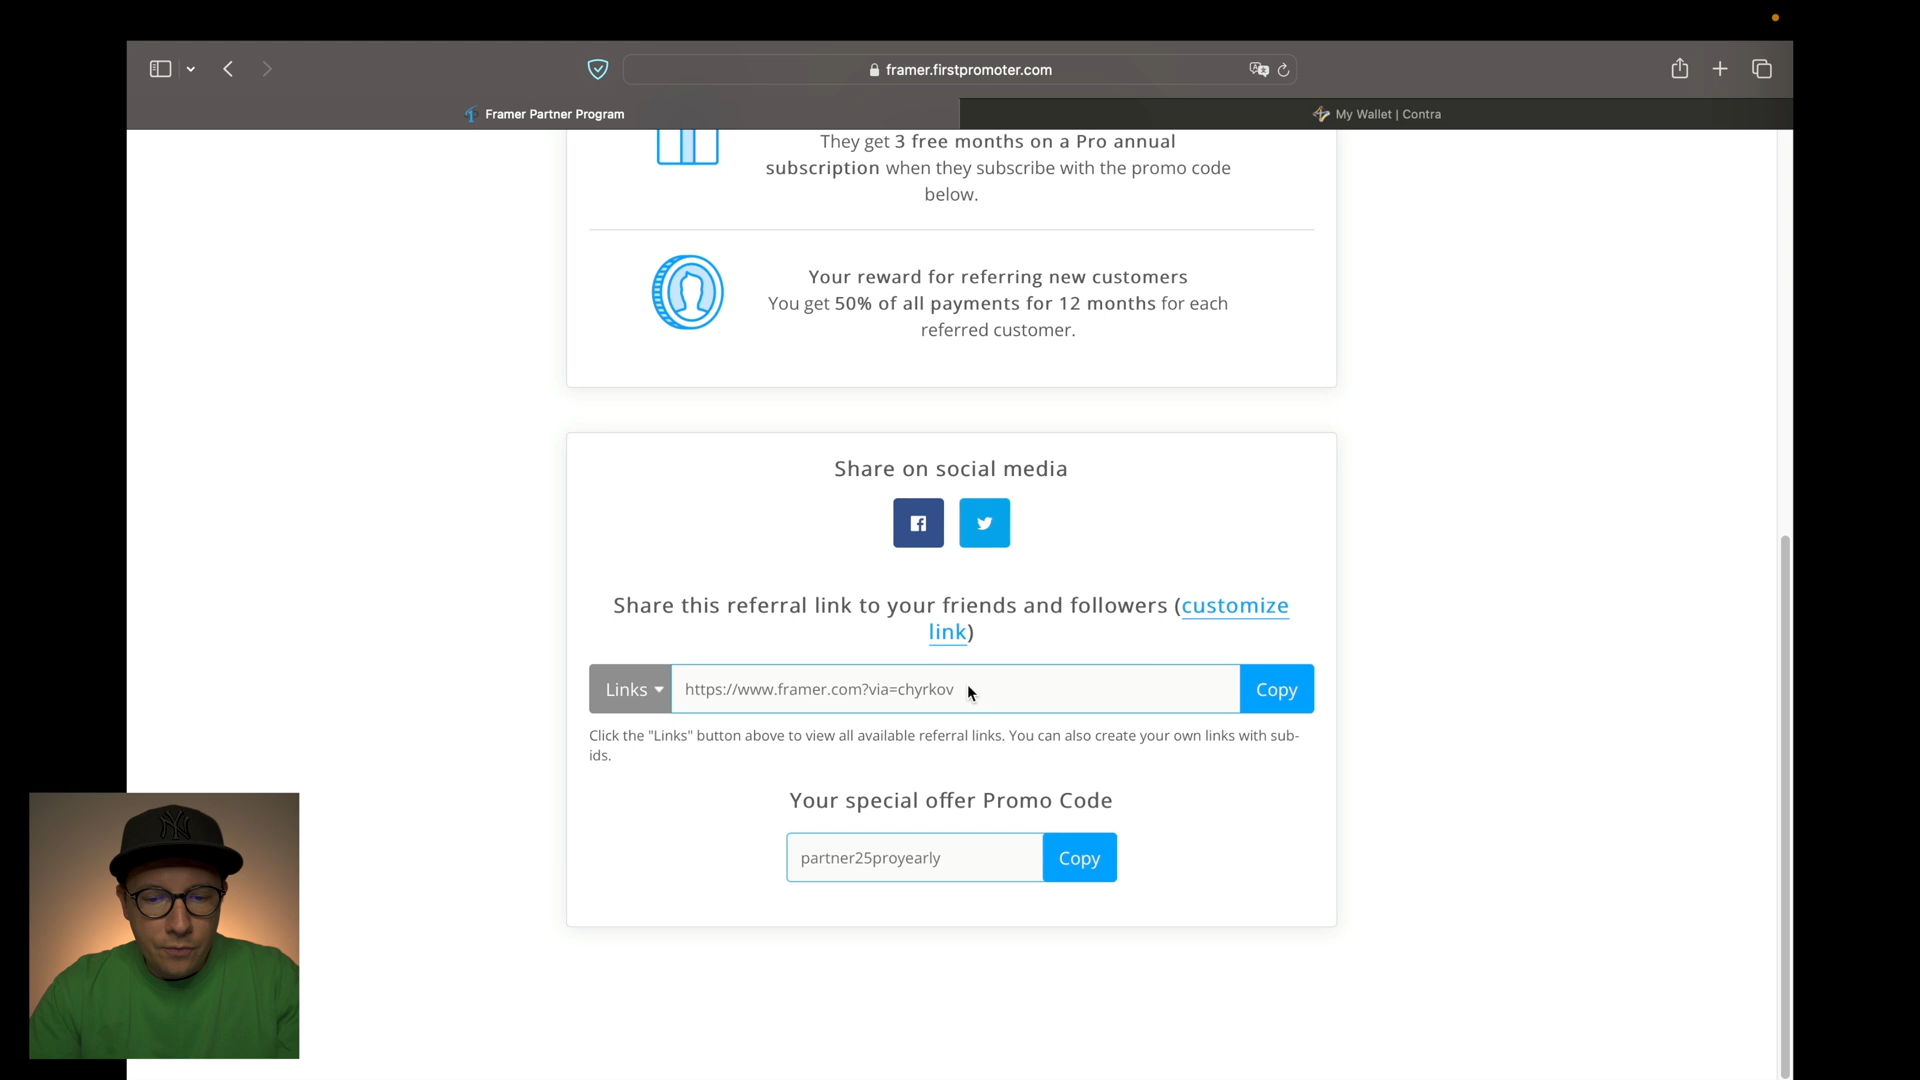 framer.firstpromoter.com
Framer Partner Program
My Wallet | Contra
They get 3 free months on a Pro annual
subscription when they subscribe with the promo code
below.
Your reward for referring new customers
You get 50% of all payments for 12 months for each
referred customer.
Share on social media
Share this referral link to your friends and followers (customize
link)
Links
https://www.framer.com?via=chyrkov
Copy
Click the "Links" button above to view all available referral links. You can also create your own links with sub-
ids.
Your special offer Promo Code
partner25proyearly
Copy
NY